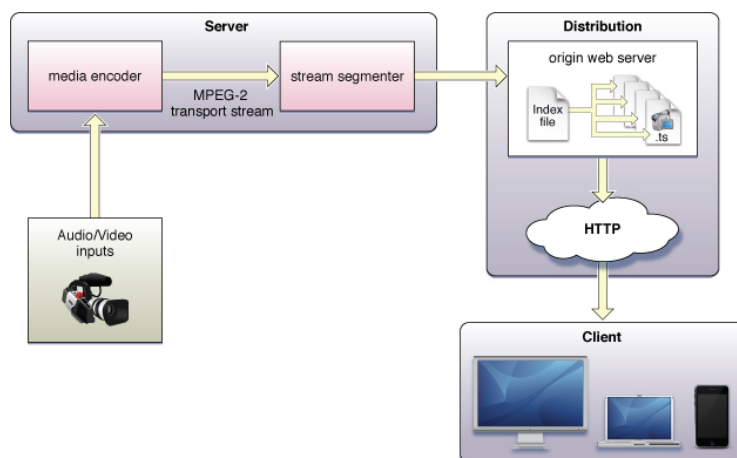 Server
media encoder
MPEG-2
transport stream
stream segmenter
Distribution
origin web server
Index
file
.ts
Audio/Video
inputs
HTTP
Client